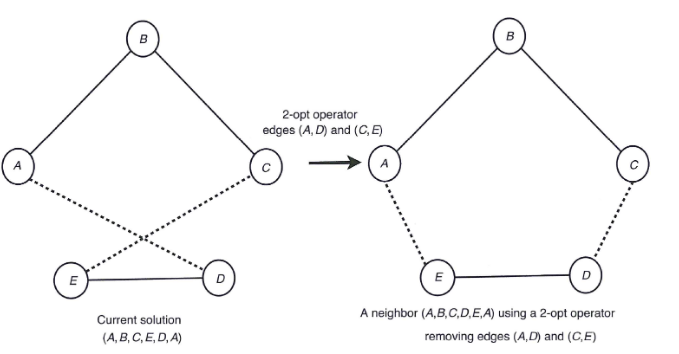 B
A
C
E
D
Current solution
(A, B, C, E, D, A)
2-opt operator
edges (A, D) and (C, E)
B
A
C
E
D
A neighbor (A,B,C,D,E,A) using a 2-opt operator
removing edges (A,D) and (C,E)